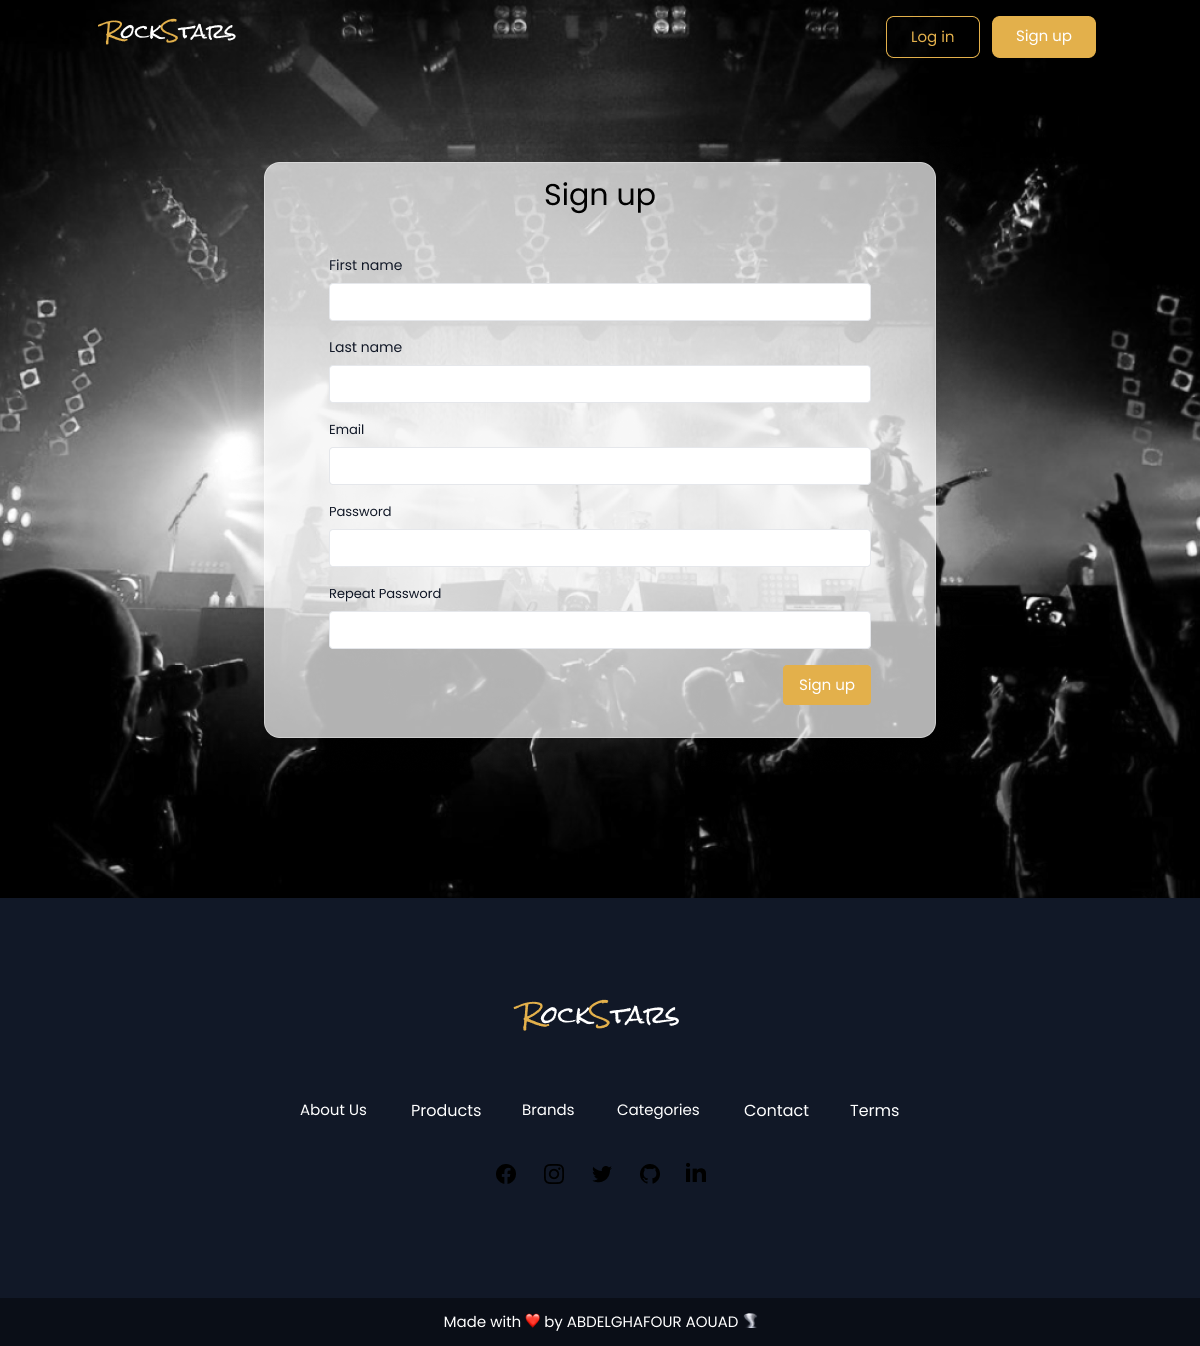 RockStars
Log in
Sign up
Sign up
First name
Last name
Email
Password
Repeat Password
Sign up
RockStars
About Us Products Brands Categories Contact Terms
Made with ❤️ by ABDELGHAFOUR AOUAD 🌪️